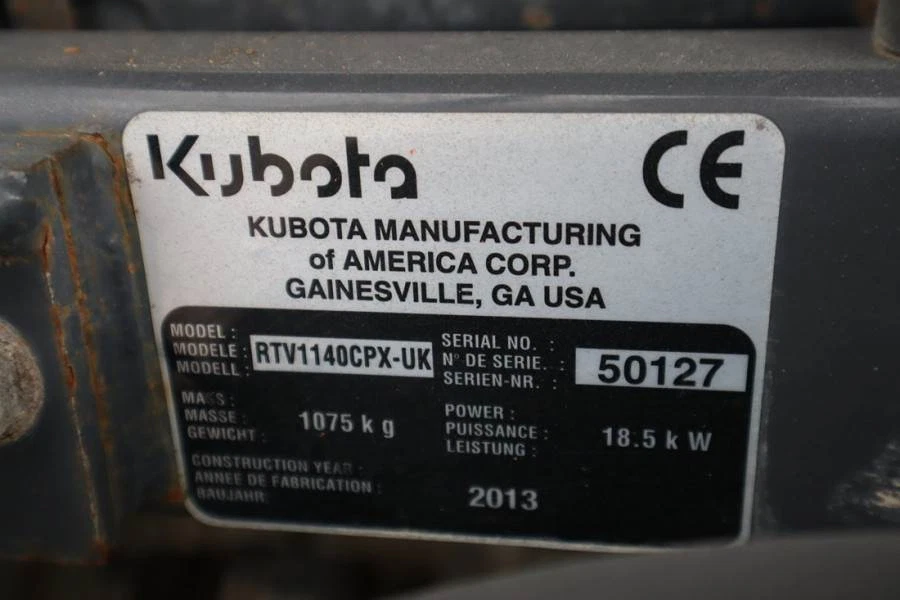 Kubota CE
KUBOTA MANUFACTURING
of AMERICA CORP.
GAINESVILLE, GA USA
MODEL :
MODELE :
MODELL :
RTV1140CPX-UK
SERIAL NO. :
N° DE SERIE. :
SERIEN-NR. :
50127
MASS :
MASSE :
GEWICHT :
1075 kg
POWER :
PUISSANCE :
LEISTUNG :
18.5 kW
CONSTRUCTION YEAR :
ANNEE DE FABRICATION :
BAUJAHR
2013